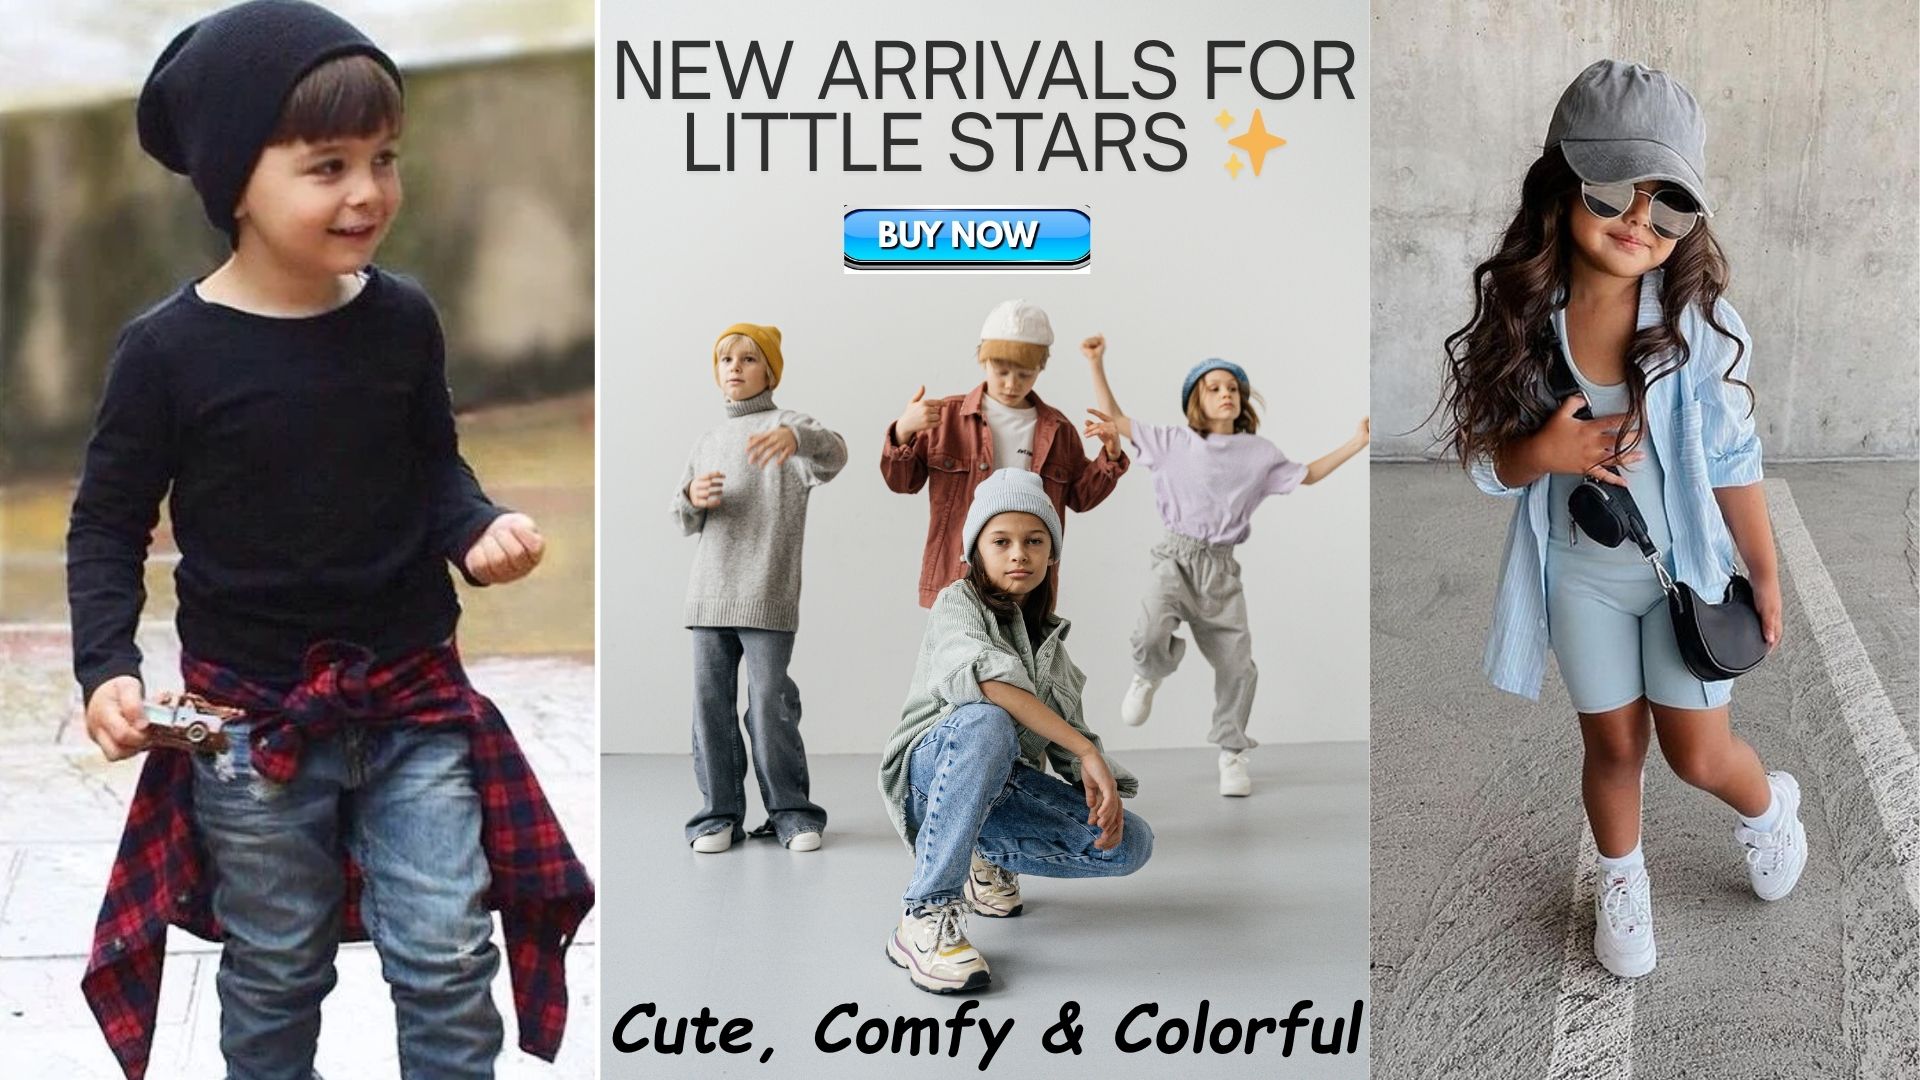 NEW ARRIVALS FOR
LITTLE STARS ✨
BUY NOW
Cute, Comfy & Colorful